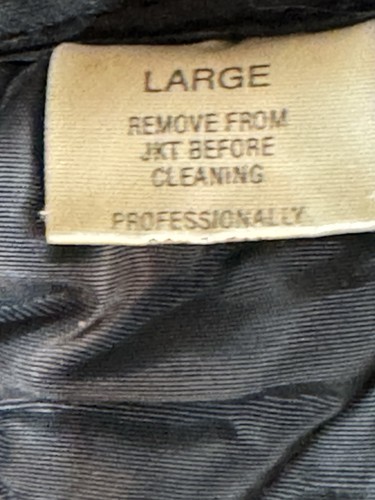 LARGE
REMOVE FROM
JKT BEFORE
CLEANING
PROFESSIONALLY